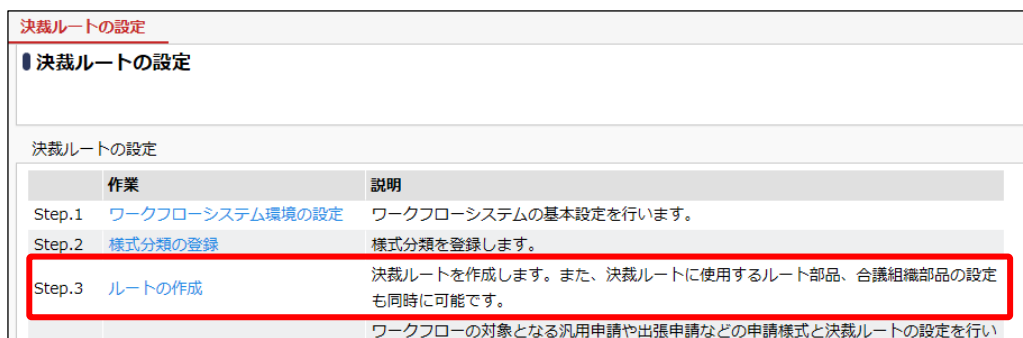 決裁ルートの設定
決裁ルートの設定
決裁ルートの設定
作業 説明
Step.1 ワークフローシステム環境の設定 ワークフローシステムの基本設定を行います。
Step.2 様式分類の登録 様式分類を登録します。
Step.3 ルートの作成 決裁ルートを作成します。また、決裁ルートに使用するルート部品、合議組織部品の設定
も同時に可能です。
ワークフローの対象となる汎用申請や出張申請などの申請様式と決裁ルートの設定を行い